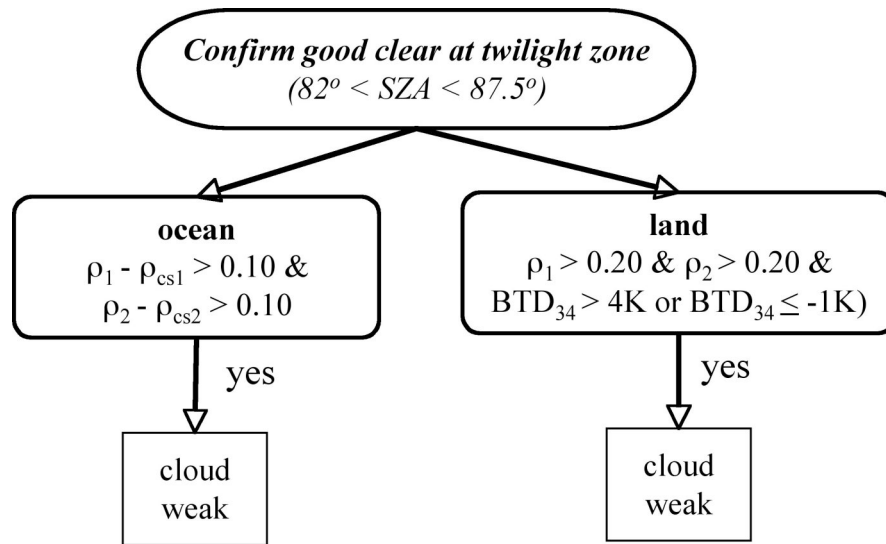 Confirm good clear at twilight zone
(82° < SZA < 87.5°)
ocean
ρ₁ - ρcs1 > 0.10 &
ρ₂ - ρcs2 > 0.10
land
ρ₁ > 0.20 & ρ₂ > 0.20 &
BTD₃₄ > 4K or BTD₃₄ ≤ -1K)
yes
yes
cloud
weak
cloud
weak